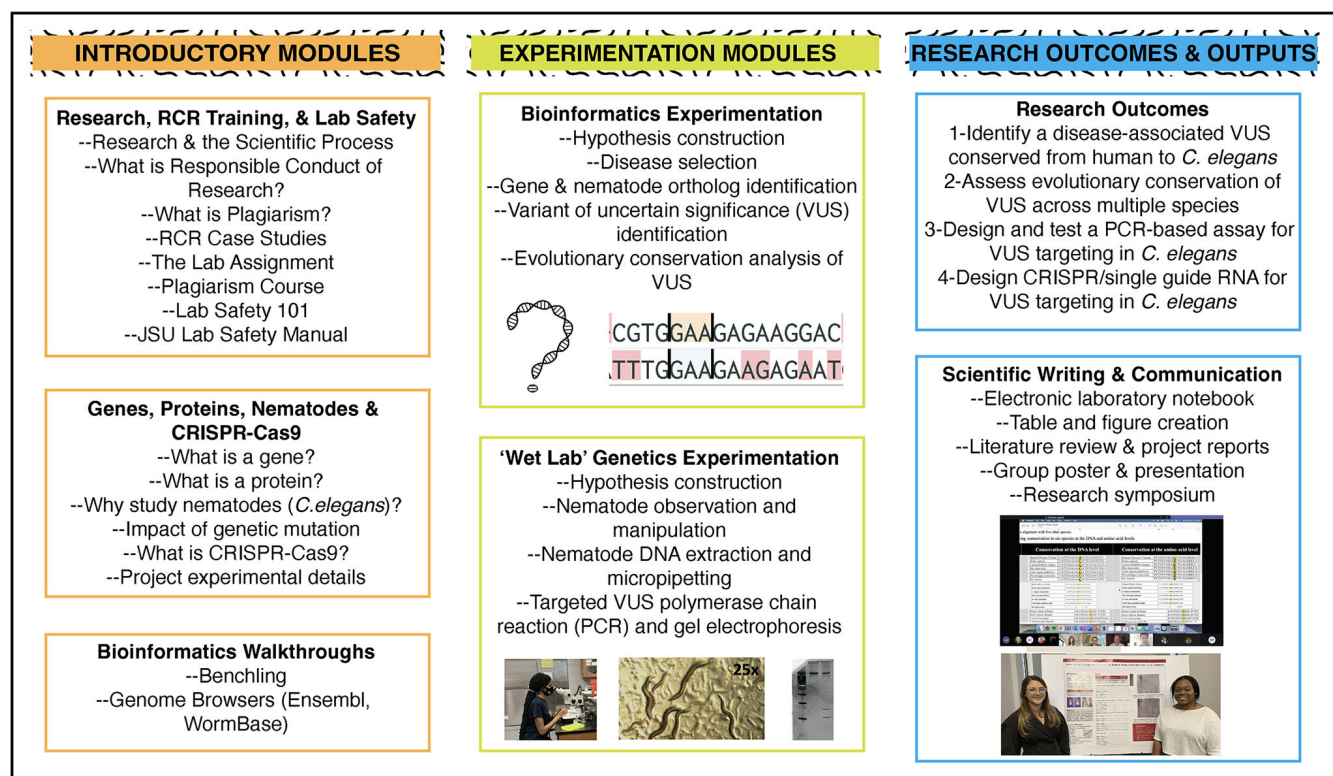 INTRODUCTORY MODULES
Research, RCR Training, & Lab Safety
--Research & the Scientific Process
--What is Responsible Conduct of
Research?
--What is Plagiarism?
--RCR Case Studies
--The Lab Assignment
--Plagiarism Course
--Lab Safety 101
--JSU Lab Safety Manual
Genes, Proteins, Nematodes &
CRISPR-Cas9
--What is a gene?
--What is a protein?
--Why study nematodes (C.elegans)?
--Impact of genetic mutation
--What is CRISPR-Cas9?
--Project experimental details
Bioinformatics Walkthroughs
--Benchling
--Genome Browsers (Ensembl,
WormBase)
EXPERIMENTATION MODULES
Bioinformatics Experimentation
--Hypothesis construction
--Disease selection
--Gene & nematode ortholog identification
--Variant of uncertain significance (VUS)
identification
--Evolutionary conservation analysis of
VUS
CGTGGAAGAGAAGGAC
TTTGGAAGAAGAGAAT
'Wet Lab' Genetics Experimentation
--Hypothesis construction
--Nematode observation and
manipulation
--Nematode DNA extraction and
micropipetting
--Targeted VUS polymerase chain
reaction (PCR) and gel electrophoresis
25x
RESEARCH OUTCOMES & OUTPUTS
Research Outcomes
1-Identify a disease-associated VUS
conserved from human to C. elegans
2-Assess evolutionary conservation of
VUS across multiple species
3-Design and test a PCR-based assay for
VUS targeting in C. elegans
4-Design CRISPR/single guide RNA for
VUS targeting in C. elegans
Scientific Writing & Communication
--Electronic laboratory notebook
--Table and figure creation
--Literature review & project reports
--Group poster & presentation
--Research symposium
Conservation at the DNA level
Conservation at the amino acid level